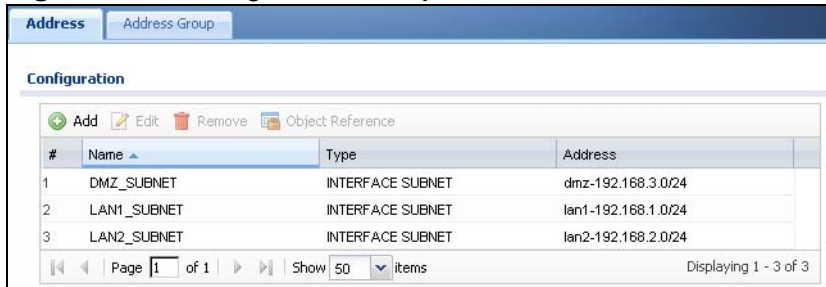 Address Address Group
Configuration
Add Edit Remove Object Reference
# Name Type Address
1 DMZ_SUBNET INTERFACE SUBNET dmz-192.168.3.0/24
2 LAN1_SUBNET INTERFACE SUBNET lan1-192.168.1.0/24
3 LAN2_SUBNET INTERFACE SUBNET lan2-192.168.2.0/24
Page 1 of 1 Show 50 items Displaying 1 - 3 of 3